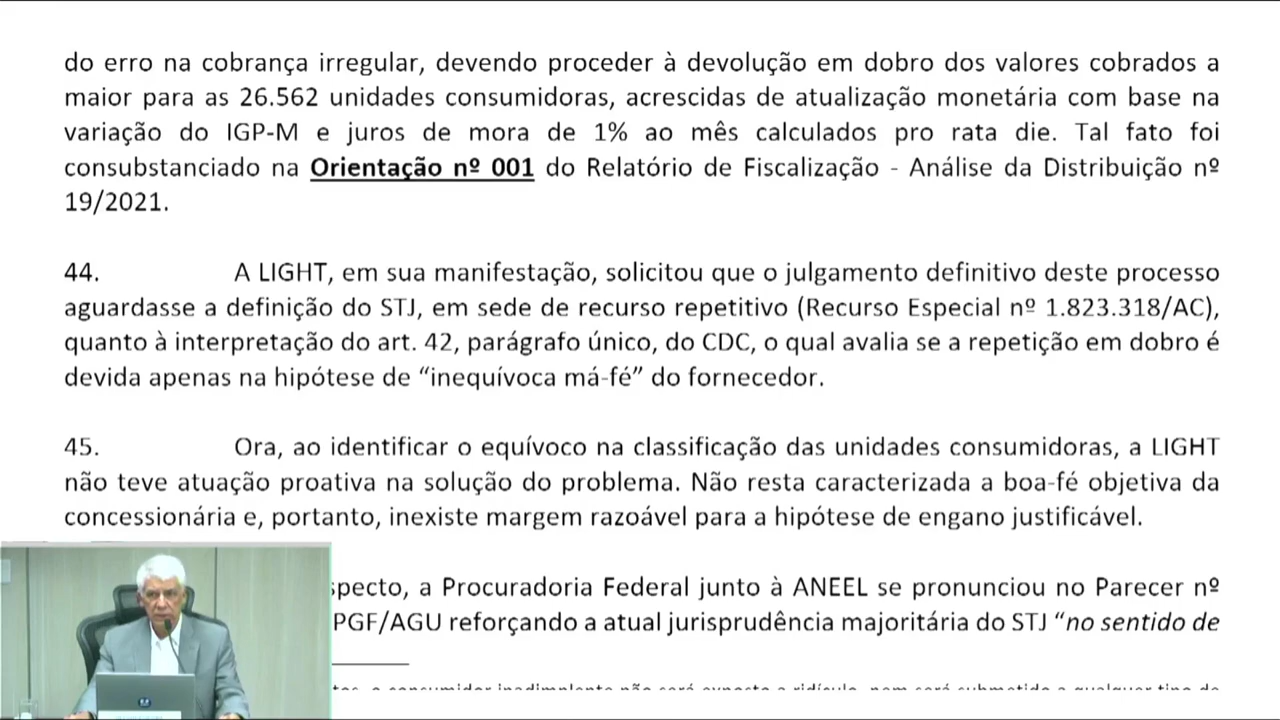 do erro na cobrança irregular, devendo proceder à devolução em dobro dos valores cobrados a
maior para as 26.562 unidades consumidoras, acrescidas de atualização monetária com base na
variação do IGP-M e juros de mora de 1% ao mês calculados pro rata die. Tal fato foi
consubstanciado na Orientação nº 001 do Relatório de Fiscalização - Análise da Distribuição nº
19/2021.
44. A LIGHT, em sua manifestação, solicitou que o julgamento definitivo deste processo
aguardasse a definição do STJ, em sede de recurso repetitivo (Recurso Especial nº 1.823.318/AC),
quanto à interpretação do art. 42, parágrafo único, do CDC, o qual avalia se a repetição em dobro é
devida apenas na hipótese de “inequívoca má-fé” do fornecedor.
45. Ora, ao identificar o equívoco na classificação das unidades consumidoras, a LIGHT
não teve atuação proativa na solução do problema. Não resta caracterizada a boa-fé objetiva da
concessionária e, portanto, inexiste margem razoável para a hipótese de engano justificável.
specto, a Procuradoria Federal junto à ANEEL se pronunciou no Parecer nº
PGF/AGU reforçando a atual jurisprudência majoritária do STJ “no sentido de